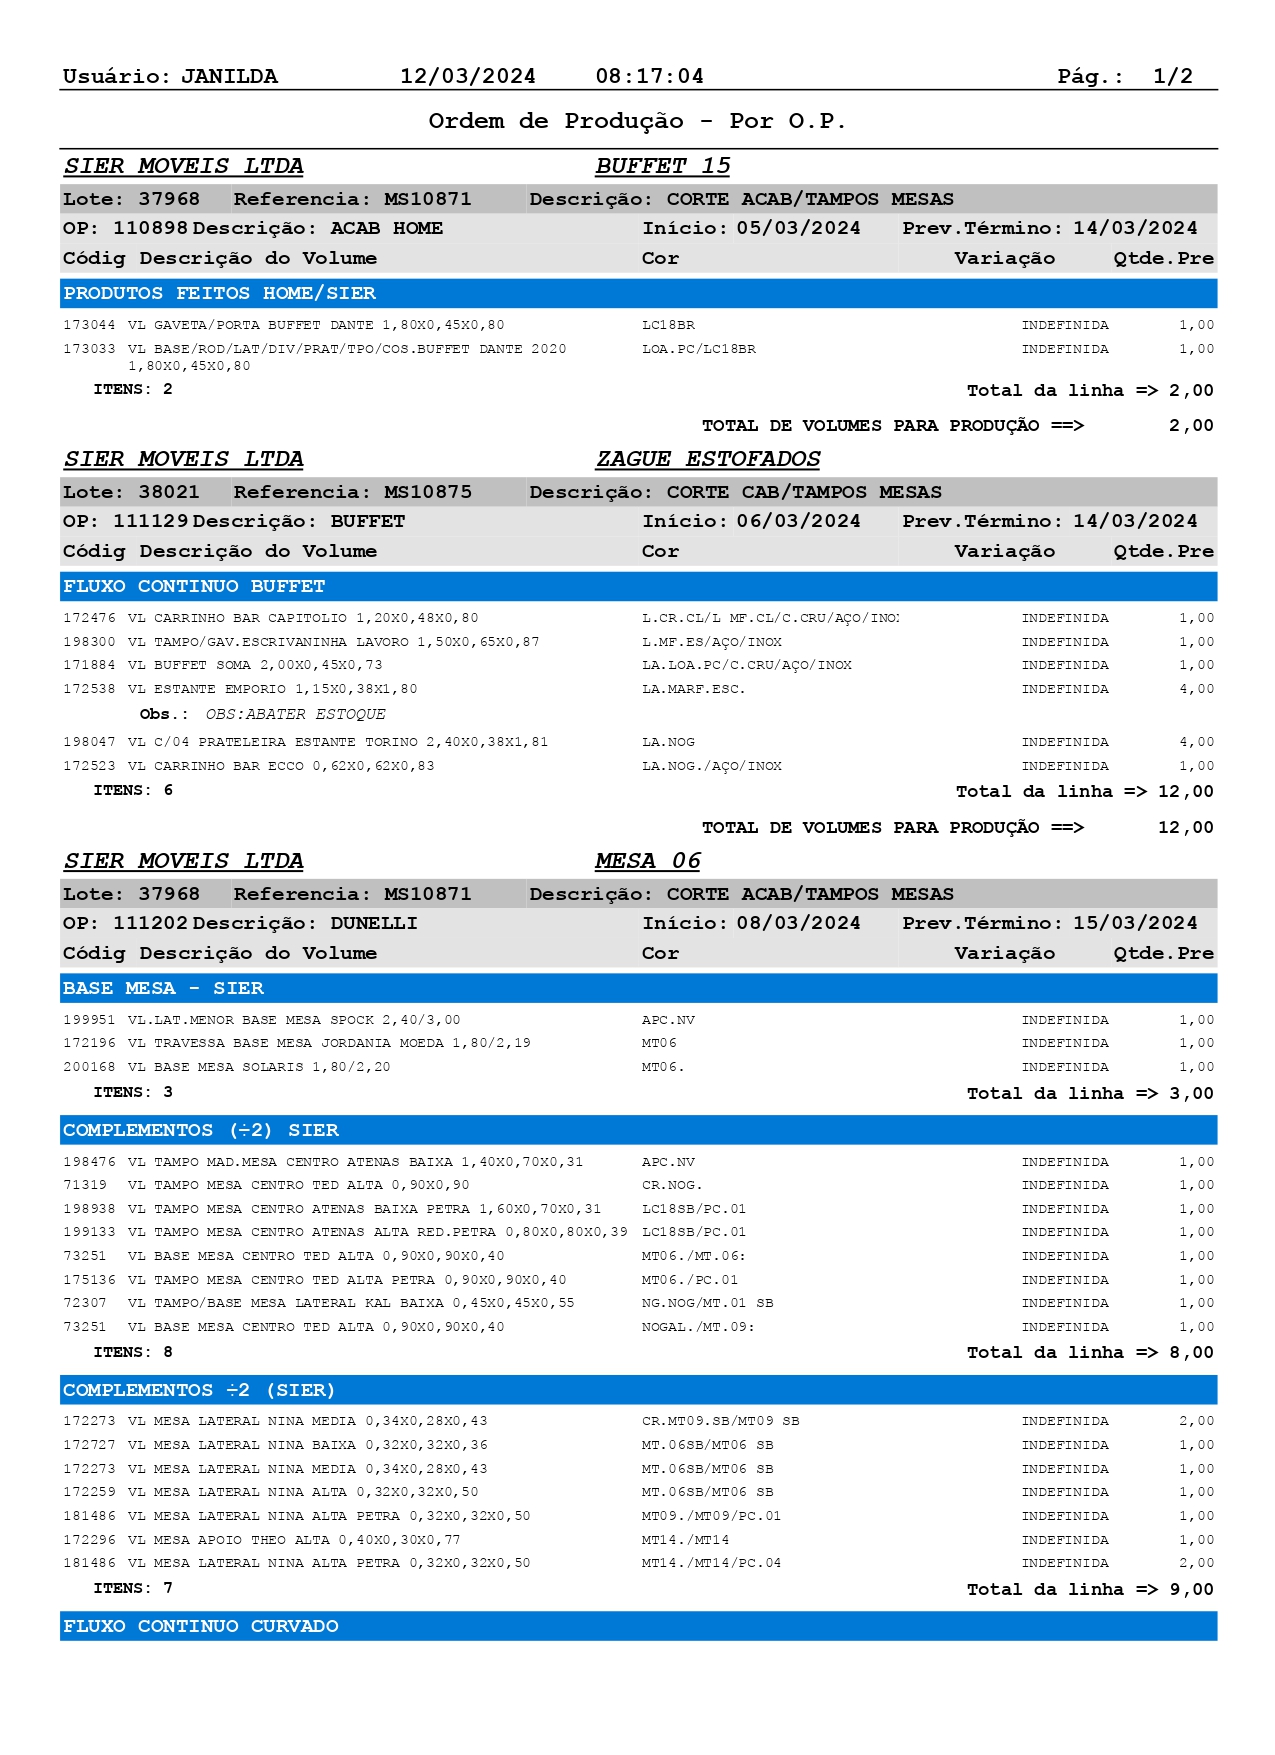 Usuário: JANILDA 12/03/2024 08:17:04 Pág.: 1/2
Ordem de Produção - Por O.P.
SIER MOVEIS LTDA BUFFET 15
Lote: 37968 Referencia: MS10871 Descrição: CORTE ACAB/TAMPOS MESAS
OP: 110898 Descrição: ACAB HOME Início: 05/03/2024 Prev.Término: 14/03/2024
Códig Descrição do Volume Cor Variação Qtde.Pre
PRODUTOS FEITOS HOME/SIER
173044 VL GAVETA/PORTA BUFFET DANTE 1,80X0,45X0,80 LC18BR INDEFINIDA 1,00
173033 VL BASE/ROD/LAT/DIV/PRAT/TPO/COS.BUFFET DANTE 2020 LOA.PC/LC18BR INDEFINIDA 1,00
1,80X0,45X0,80
ITENS: 2 Total da linha => 2,00
TOTAL DE VOLUMES PARA PRODUÇÃO ==> 2,00
SIER MOVEIS LTDA ZAGUE ESTOFADOS
Lote: 38021 Referencia: MS10875 Descrição: CORTE CAB/TAMPOS MESAS
OP: 111129 Descrição: BUFFET Início: 06/03/2024 Prev.Término: 14/03/2024
Códig Descrição do Volume Cor Variação Qtde.Pre
FLUXO CONTINUO BUFFET
172476 VL CARRINHO BAR CAPITOLIO 1,20X0,48X0,80 L.CR.CL/L MF.CL/C.CRU/AÇO/INOX INDEFINIDA 1,00
198300 VL TAMPO/GAV.ESCRIVANINHA LAVORO 1,50X0,65X0,87 L.MF.ES/AÇO/INOX INDEFINIDA 1,00
171884 VL BUFFET SOMA 2,00X0,45X0,73 LA.LOA.PC/C.CRU/AÇO/INOX INDEFINIDA 1,00
172538 VL ESTANTE EMPORIO 1,15X0,38X1,80 LA.MARF.ESC. INDEFINIDA 4,00
Obs.: OBS:ABATER ESTOQUE
198047 VL C/04 PRATELEIRA ESTANTE TORINO 2,40X0,38X1,81 LA.NOG INDEFINIDA 4,00
172523 VL CARRINHO BAR ECCO 0,62X0,62X0,83 LA.NOG./AÇO/INOX INDEFINIDA 1,00
ITENS: 6 Total da linha => 12,00
TOTAL DE VOLUMES PARA PRODUÇÃO ==> 12,00
SIER MOVEIS LTDA MESA 06
Lote: 37968 Referencia: MS10871 Descrição: CORTE ACAB/TAMPOS MESAS
OP: 111202 Descrição: DUNELLI Início: 08/03/2024 Prev.Término: 15/03/2024
Códig Descrição do Volume Cor Variação Qtde.Pre
BASE MESA - SIER
199951 VL.LAT.MENOR BASE MESA SPOCK 2,40/3,00 APC.NV INDEFINIDA 1,00
172196 VL TRAVESSA BASE MESA JORDANIA MOEDA 1,80/2,19 MT06 INDEFINIDA 1,00
200168 VL BASE MESA SOLARIS 1,80/2,20 MT06. INDEFINIDA 1,00
ITENS: 3 Total da linha => 3,00
COMPLEMENTOS (÷2) SIER
198476 VL TAMPO MAD.MESA CENTRO ATENAS BAIXA 1,40X0,70X0,31 APC.NV INDEFINIDA 1,00
71319 VL TAMPO MESA CENTRO TED ALTA 0,90X0,90 CR.NOG. INDEFINIDA 1,00
198938 VL TAMPO MESA CENTRO ATENAS BAIXA PETRA 1,60X0,70X0,31 LC18SB/PC.01 INDEFINIDA 1,00
199133 VL TAMPO MESA CENTRO ATENAS ALTA RED.PETRA 0,80X0,80X0,39 LC18SB/PC.01 INDEFINIDA 1,00
73251 VL BASE MESA CENTRO TED ALTA 0,90X0,90X0,40 MT06./MT.06: INDEFINIDA 1,00
175136 VL TAMPO MESA CENTRO TED ALTA PETRA 0,90X0,90X0,40 MT06./PC.01 INDEFINIDA 1,00
72307 VL TAMPO/BASE MESA LATERAL KAL BAIXA 0,45X0,45X0,55 NG.NOG/MT.01 SB INDEFINIDA 1,00
73251 VL BASE MESA CENTRO TED ALTA 0,90X0,90X0,40 NOGAL./MT.09: INDEFINIDA 1,00
ITENS: 8 Total da linha => 8,00
COMPLEMENTOS ÷2 (SIER)
172273 VL MESA LATERAL NINA MEDIA 0,34X0,28X0,43 CR.MT09.SB/MT09 SB INDEFINIDA 2,00
172727 VL MESA LATERAL NINA BAIXA 0,32X0,32X0,36 MT.06SB/MT06 SB INDEFINIDA 1,00
172273 VL MESA LATERAL NINA MEDIA 0,34X0,28X0,43 MT.06SB/MT06 SB INDEFINIDA 1,00
172259 VL MESA LATERAL NINA ALTA 0,32X0,32X0,50 MT.06SB/MT06 SB INDEFINIDA 1,00
181486 VL MESA LATERAL NINA ALTA PETRA 0,32X0,32X0,50 MT09./MT09/PC.01 INDEFINIDA 1,00
172296 VL MESA APOIO THEO ALTA 0,40X0,30X0,77 MT14./MT14 INDEFINIDA 1,00
181486 VL MESA LATERAL NINA ALTA PETRA 0,32X0,32X0,50 MT14./MT14/PC.04 INDEFINIDA 2,00
ITENS: 7 Total da linha => 9,00
FLUXO CONTINUO CURVADO